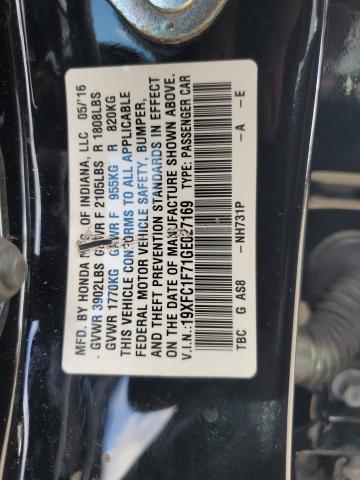 MFD. BY HONDA MFG. OF INDIANA, LLC 05/'16
GVWR 3902LBS GAWR F 2105LBS R 1808LBS
GVWR 1770KG GAWR F 955KG R 820KG
THIS VEHICLE CONFORMS TO ALL APPLICABLE
FEDERAL MOTOR VEHICLE SAFETY, BUMPER,
AND THEFT PREVENTION STANDARDS IN EFFECT
ON THE DATE OF MANUFACTURE SHOWN ABOVE.
V.I.N.: 19XFC1F71GE027169 TYPE: PASSENGER CAR
-NH731P -A -E
TBC G AS8